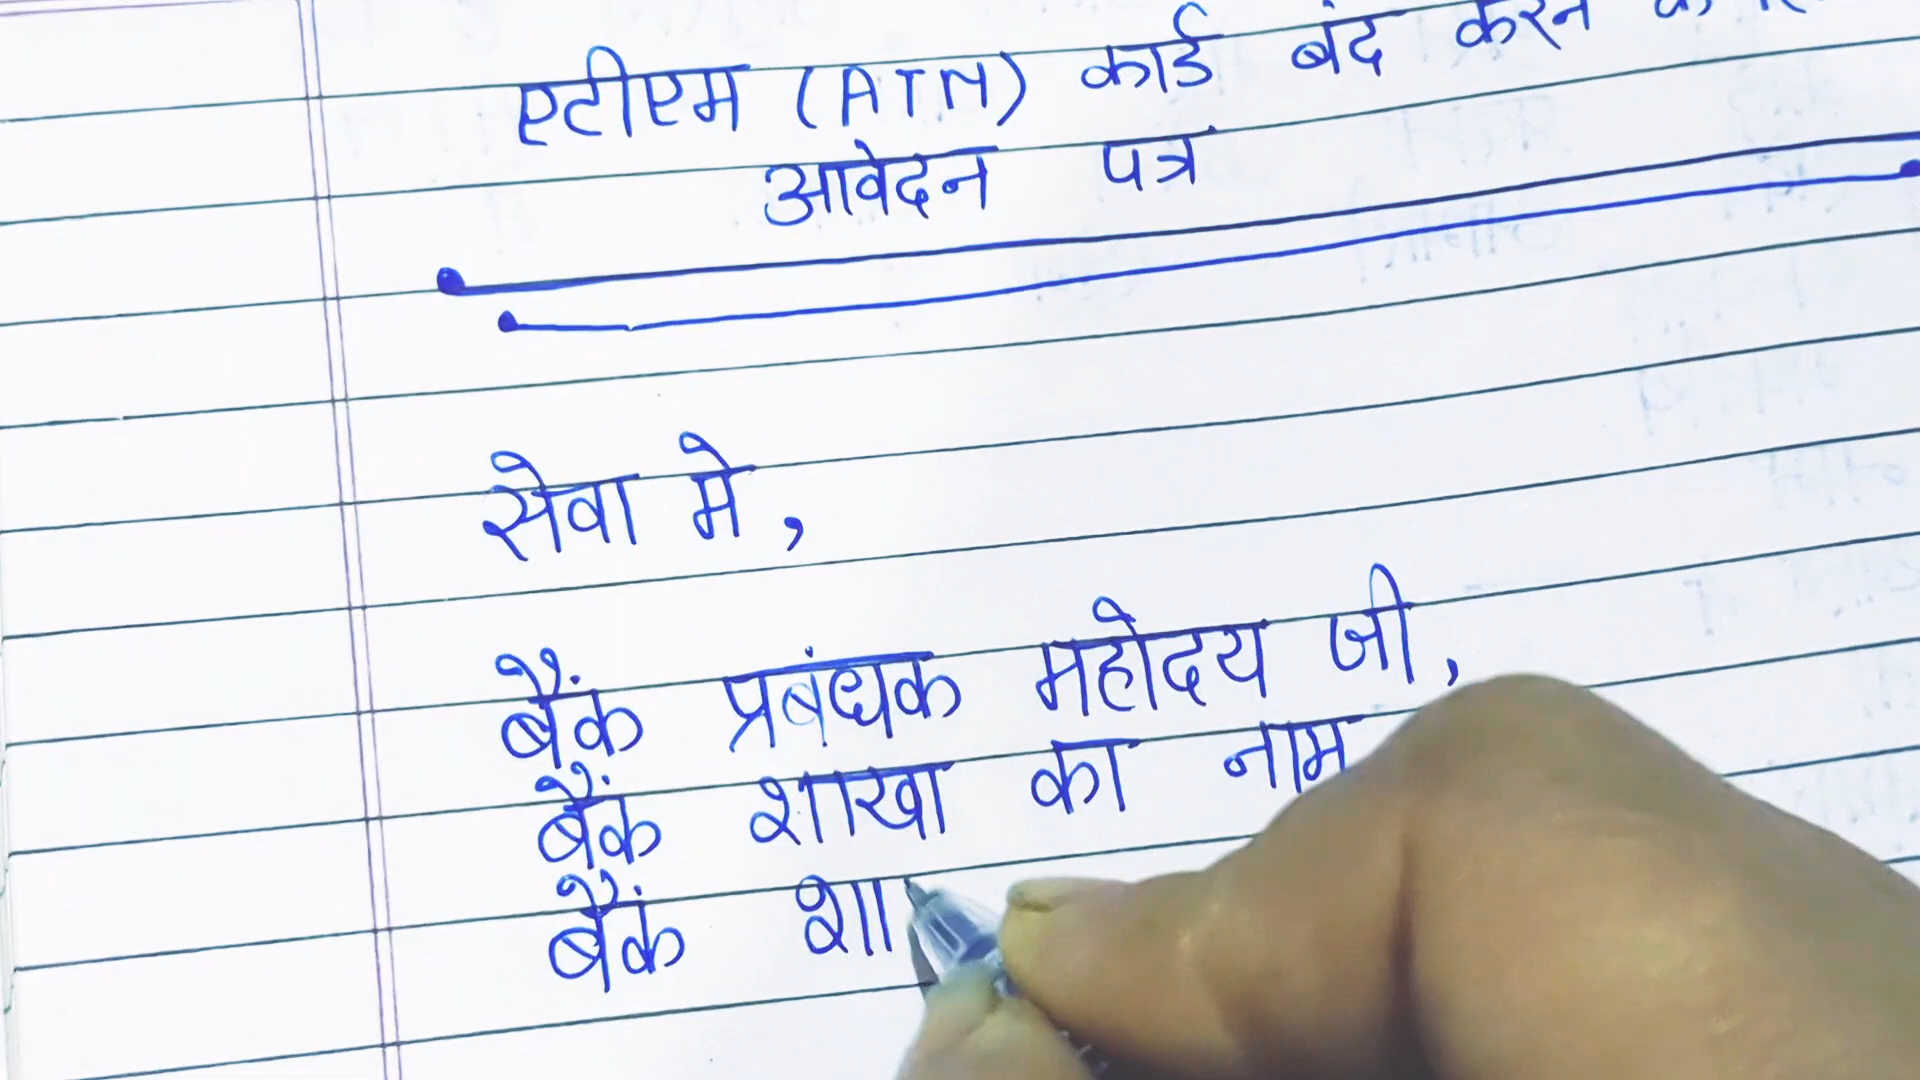 एटीएम (ATM) कार्ड बंद करने के
आवेदन पत्र
सेवा मे,
बैंक प्रबंधक महोदय जी,
बैंक शाखा का नाम
बैंक शा